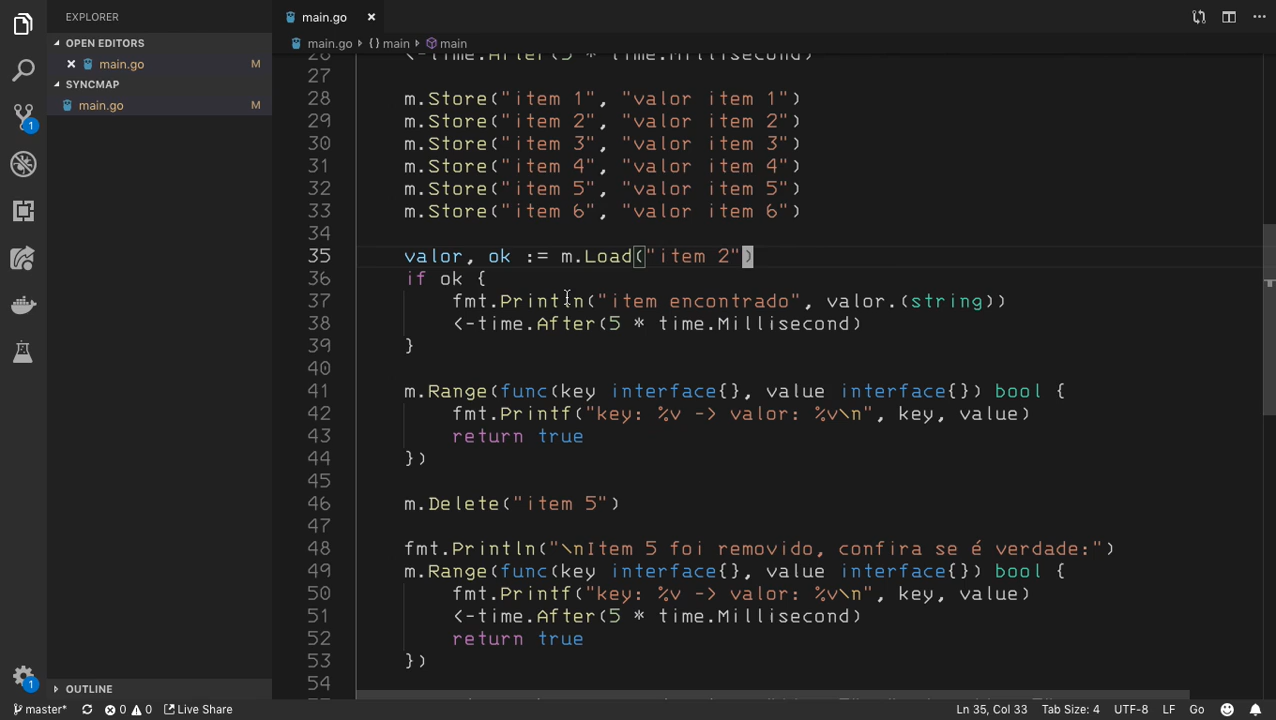 EXPLORER
main.go
OPEN EDITORS
main.go > {} main > main
main.go M
26 <-time.After(5 * time.Millisecond)
SYNCMAP
27
main.go M
28 m.Store("item 1", "valor item 1")
29 m.Store("item 2", "valor item 2")
30 m.Store("item 3", "valor item 3")
31 m.Store("item 4", "valor item 4")
32 m.Store("item 5", "valor item 5")
33 m.Store("item 6", "valor item 6")
34
35 valor, ok := m.Load("item 2")
36 if ok {
37 fmt.Println("item encontrado", valor.(string))
38 <-time.After(5 * time.Millisecond)
39 }
40
41 m.Range(func(key interface{}, value interface{}) bool {
42 fmt.Printf("key: %v -> valor: %v\n", key, value)
43 return true
44 })
45
46 m.Delete("item 5")
47
48 fmt.Println("\nItem 5 foi removido, confira se é verdade:")
49 m.Range(func(key interface{}, value interface{}) bool {
50 fmt.Printf("key: %v -> valor: %v\n", key, value)
51 <-time.After(5 * time.Millisecond)
52 return true
53 })
54
1
1
OUTLINE
master* 0 0 Live Share Ln 35, Col 33 Tab Size: 4 UTF-8 LF Go